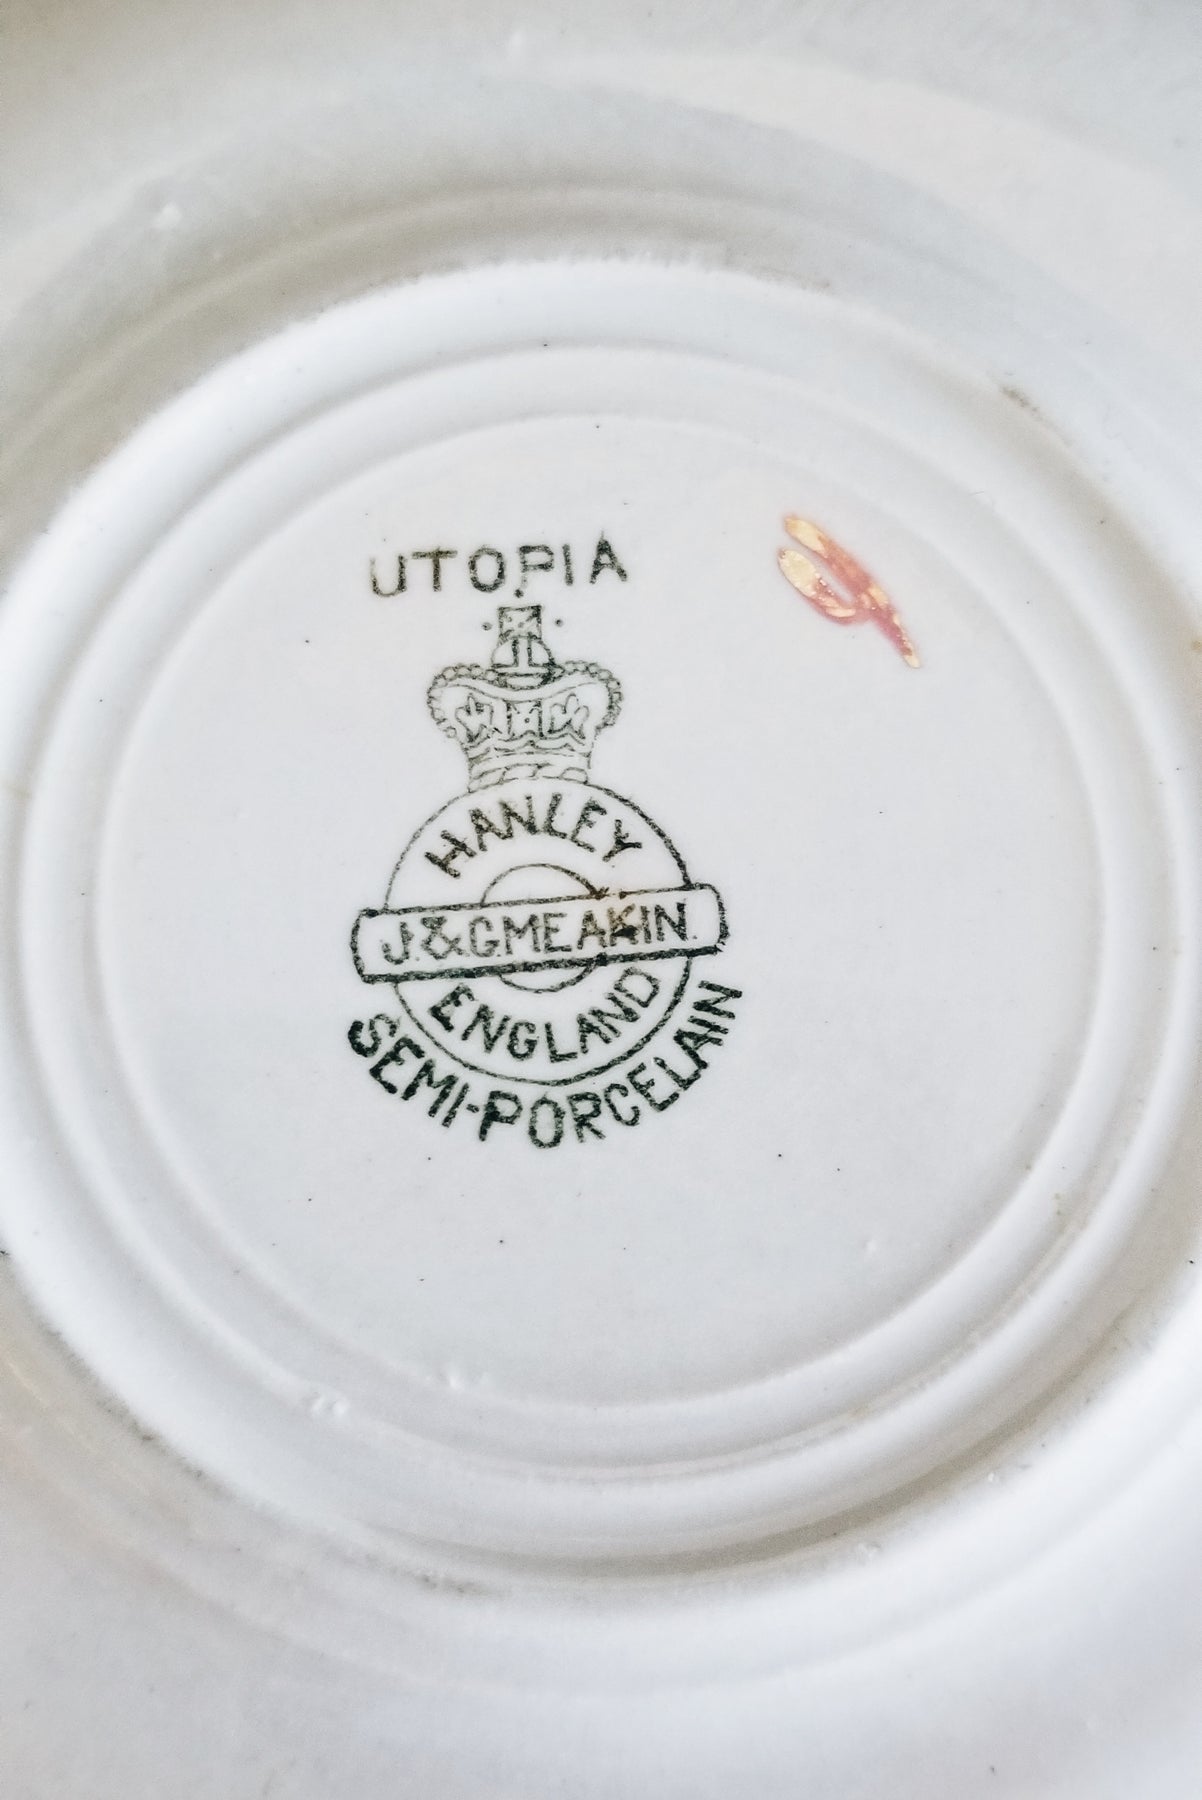 UTOPIA
HANLEY
J.&G.MEAKIN.
ENGLAND
SEMI-PORCELAIN